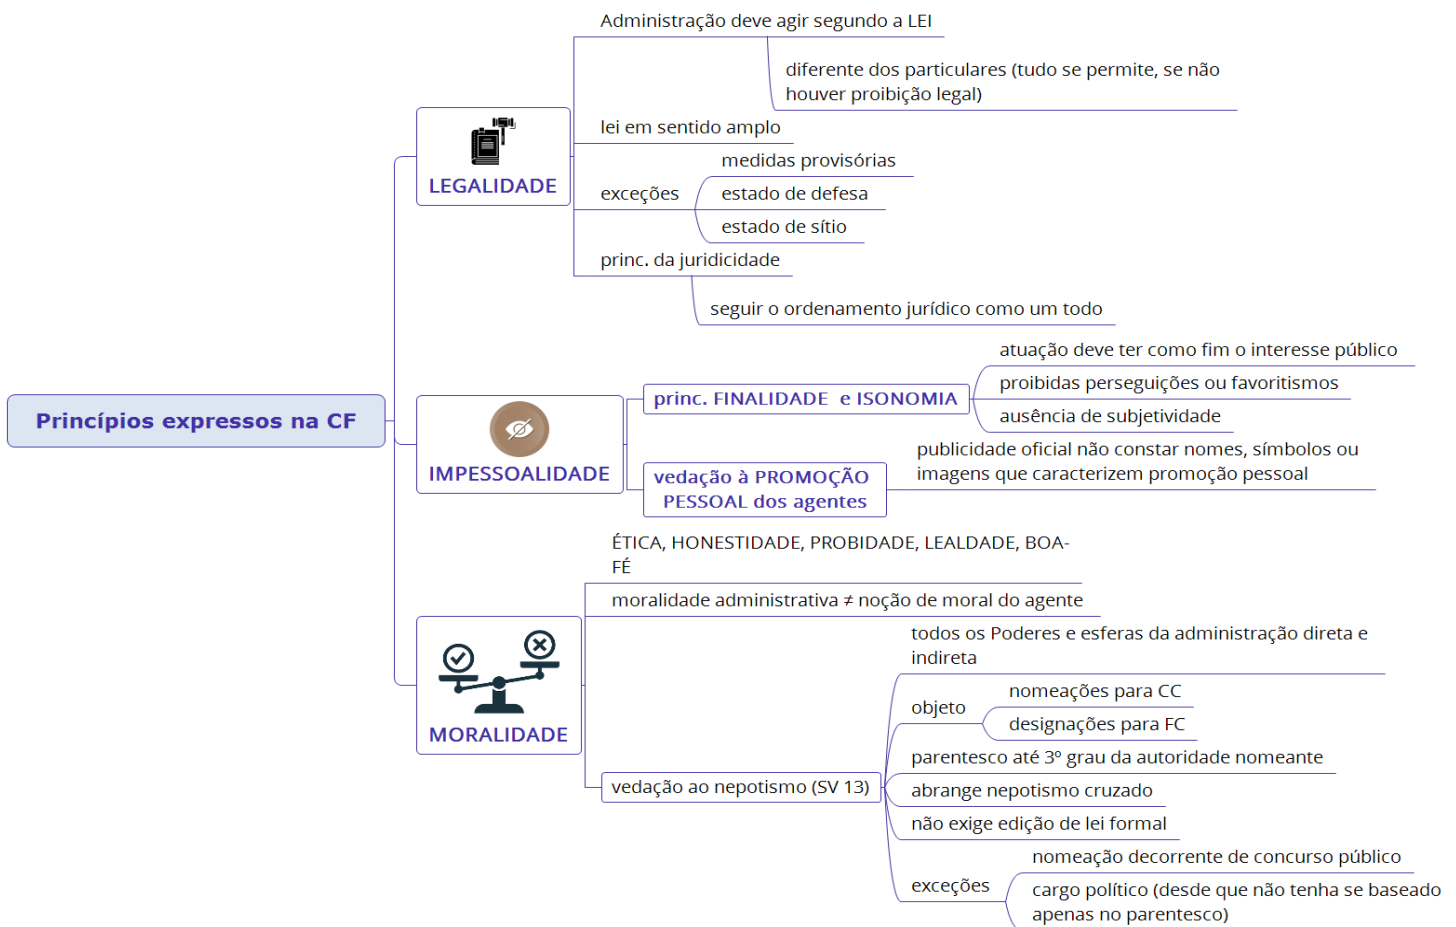 Princípios expressos na CF
LEGALIDADE
Administração deve agir segundo a LEI
diferente dos particulares (tudo se permite, se não
houver proibição legal)
lei em sentido amplo
exceções
medidas provisórias
estado de defesa
estado de sítio
princ. da juridicidade
seguir o ordenamento jurídico como um todo
IMPESSOALIDADE
princ. FINALIDADE e ISONOMIA
atuação deve ter como fim o interesse público
proibidas perseguições ou favoritismos
ausência de subjetividade
vedação à PROMOÇÃO
PESSOAL dos agentes
publicidade oficial não constar nomes, símbolos ou
imagens que caracterizem promoção pessoal
MORALIDADE
ÉTICA, HONESTIDADE, PROBIDADE, LEALDADE, BOA-
FÉ
moralidade administrativa ≠ noção de moral do agente
vedação ao nepotismo (SV 13)
todos os Poderes e esferas da administração direta e
indireta
objeto
nomeações para CC
designações para FC
parentesco até 3º grau da autoridade nomeante
abrange nepotismo cruzado
não exige edição de lei formal
exceções
nomeação decorrente de concurso público
cargo político (desde que não tenha se baseado
apenas no parentesco)